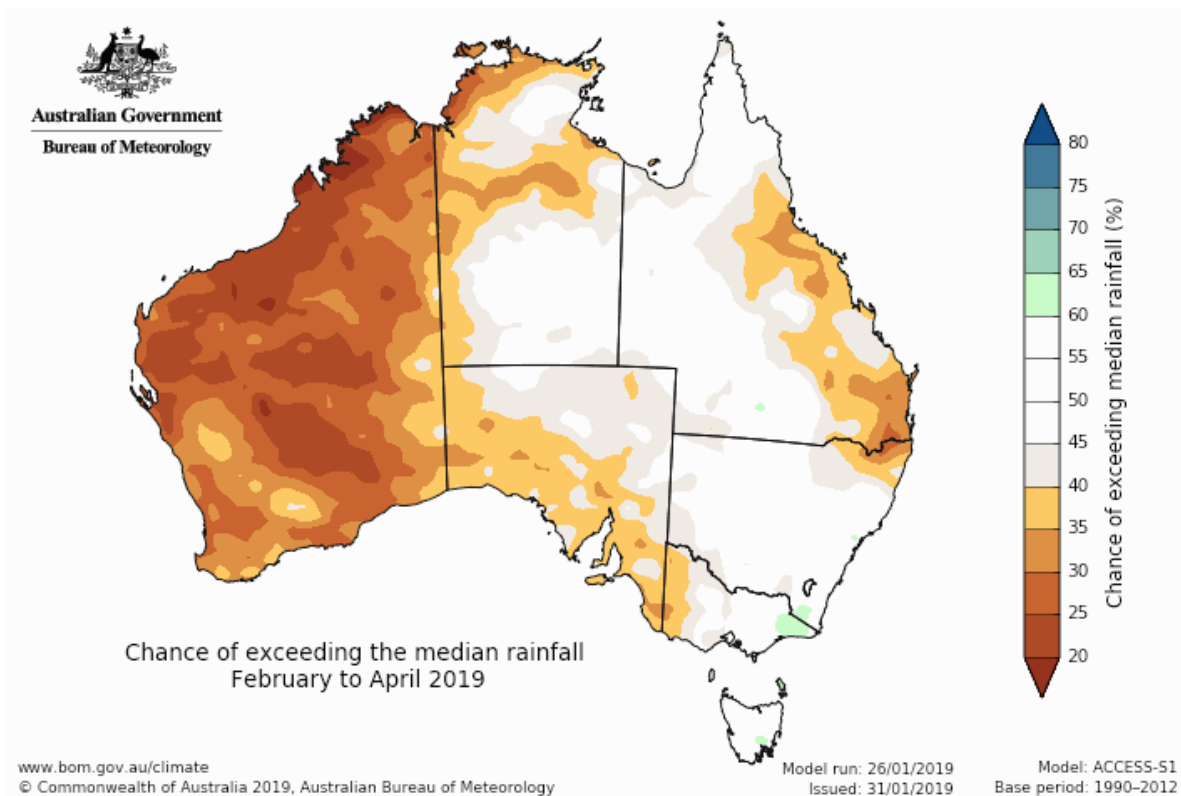 Australian Government
Bureau of Meteorology
80
75
70
65
60
55
50
45
40
35
30
25
20
Chance of exceeding median rainfall (%)
Chance of exceeding the median rainfall
February to April 2019
www.bom.gov.au/climate
© Commonwealth of Australia 2019, Australian Bureau of Meteorology
Model run: 26/01/2019
Issued: 31/01/2019
Model: ACCESS-S1
Base period: 1990–2012